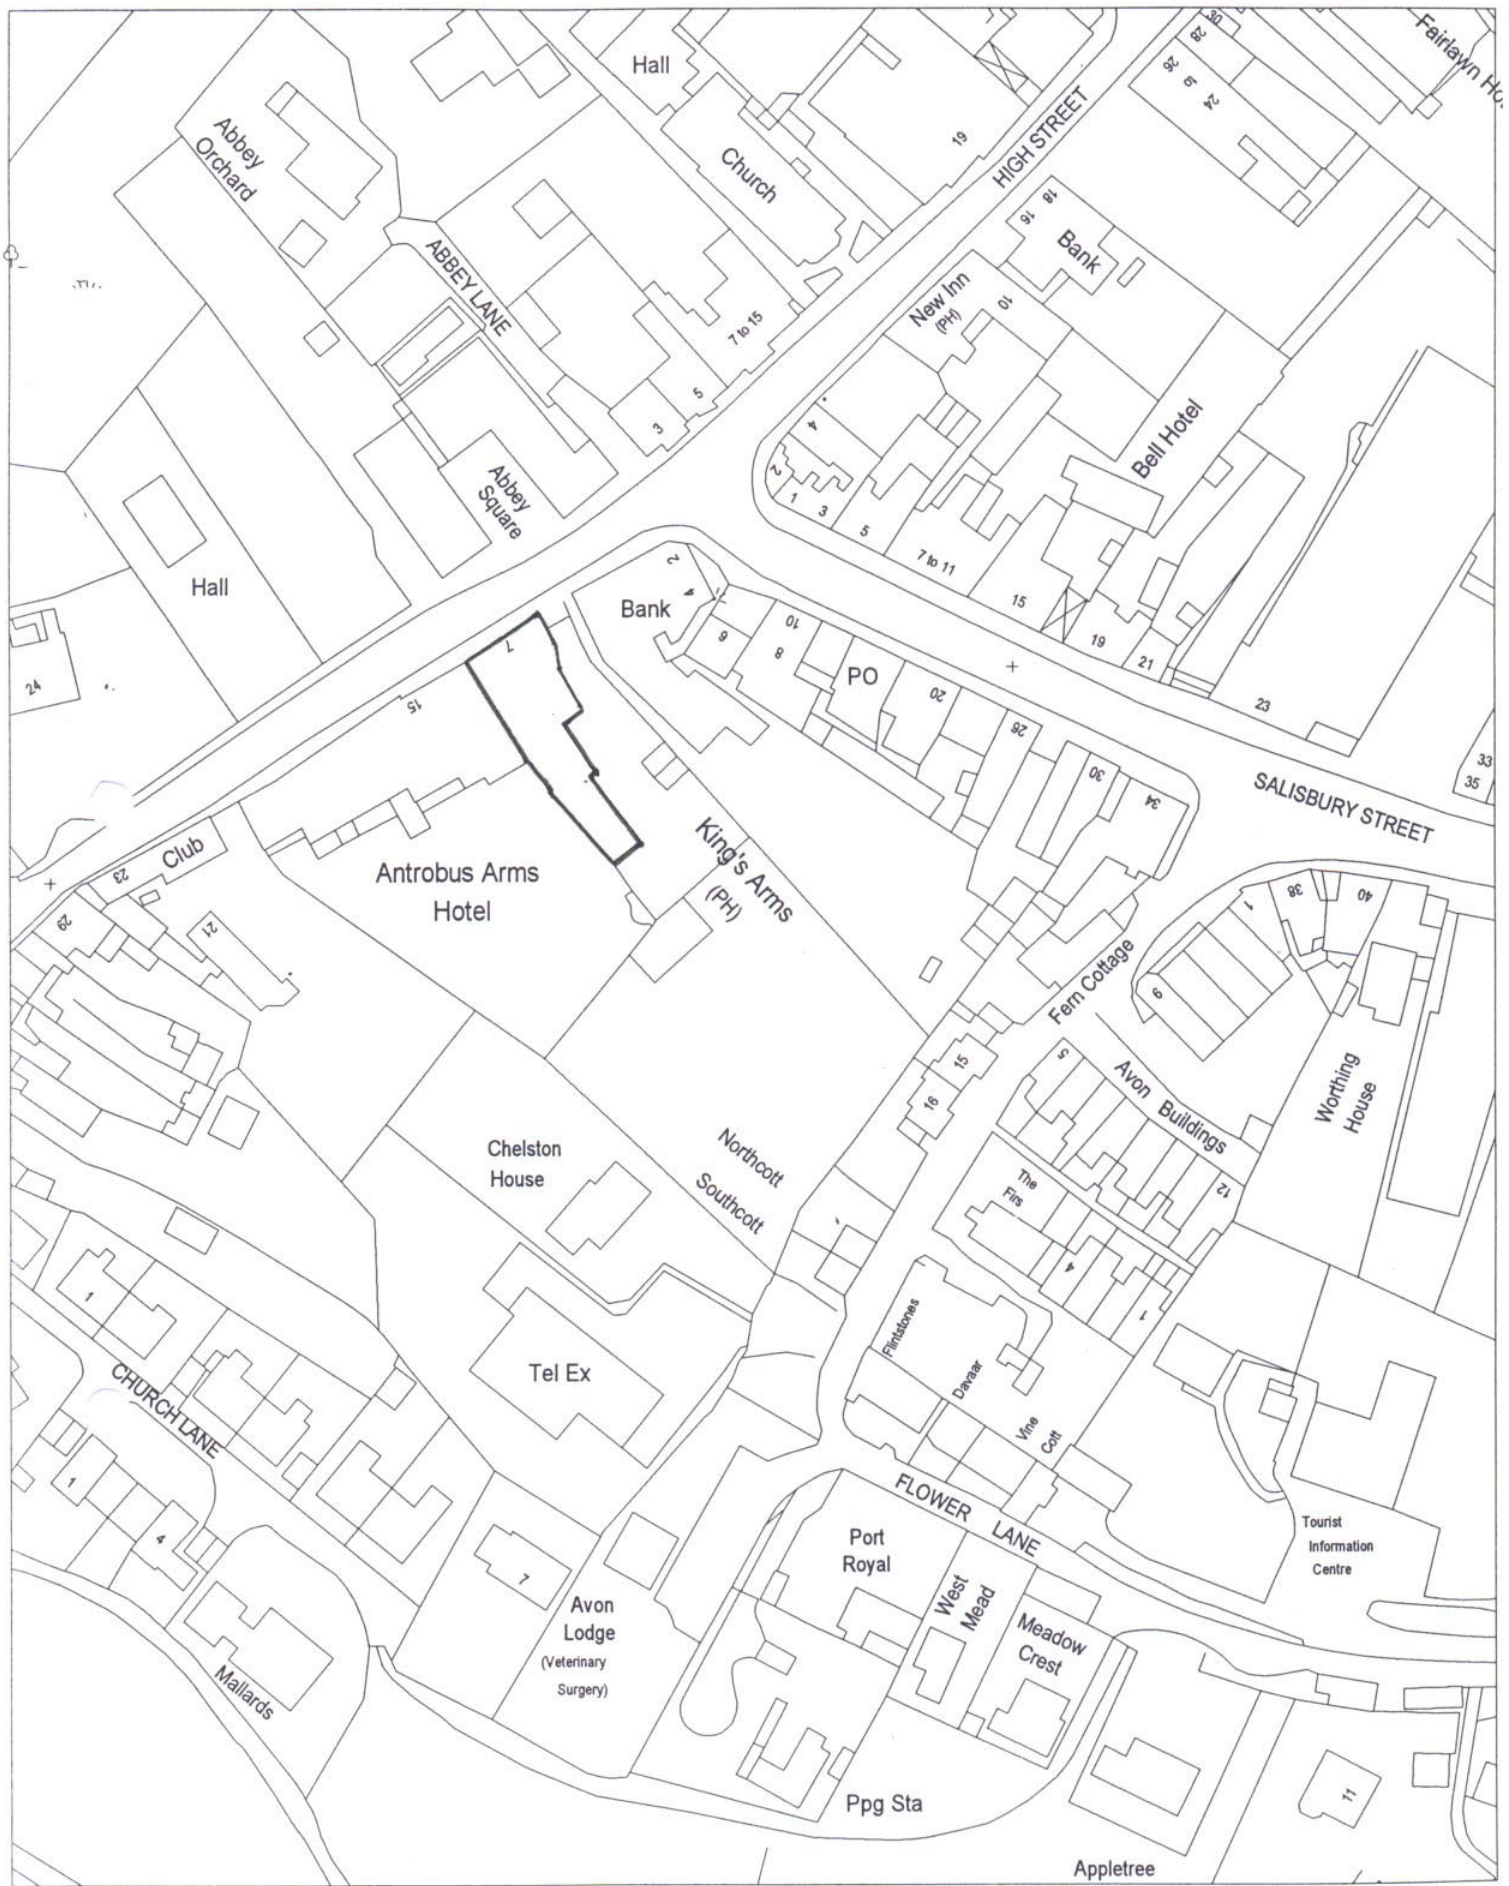 Hall
30
28
26
to
24
Fairlawn
Abbey
Orchard
Church
19
HIGH STREET
18
16
Bank
ABBEY LANE
New Inn
(PH)
10
7 to 15
5
3
4
2
1
3
5
7 to 11
15
19
21
23
Bell Hotel
Abbey
Square
Hall
24
2
4
Bank
6
10
8
PO
20
26
30
34
33
35
SALISBURY STREET
7
15
King's Arms
(PH)
Antrobus Arms
Hotel
Club
23
29
21
38
40
1
9
Fern Cottage
Worthing
House
15
16
5
Avon Buildings
12
Northcott
Southcott
Chelston
House
The
Firs
4
1
Flintstones
Davaar
Vine
Cott
Tel Ex
1
CHURCH LANE
1
4
7
Mallards
Avon
Lodge
(Veterinary
Surgery)
FLOWER LANE
Port
Royal
West
Mead
Meadow
Crest
Tourist
Information
Centre
Ppg Sta
Appletree
11